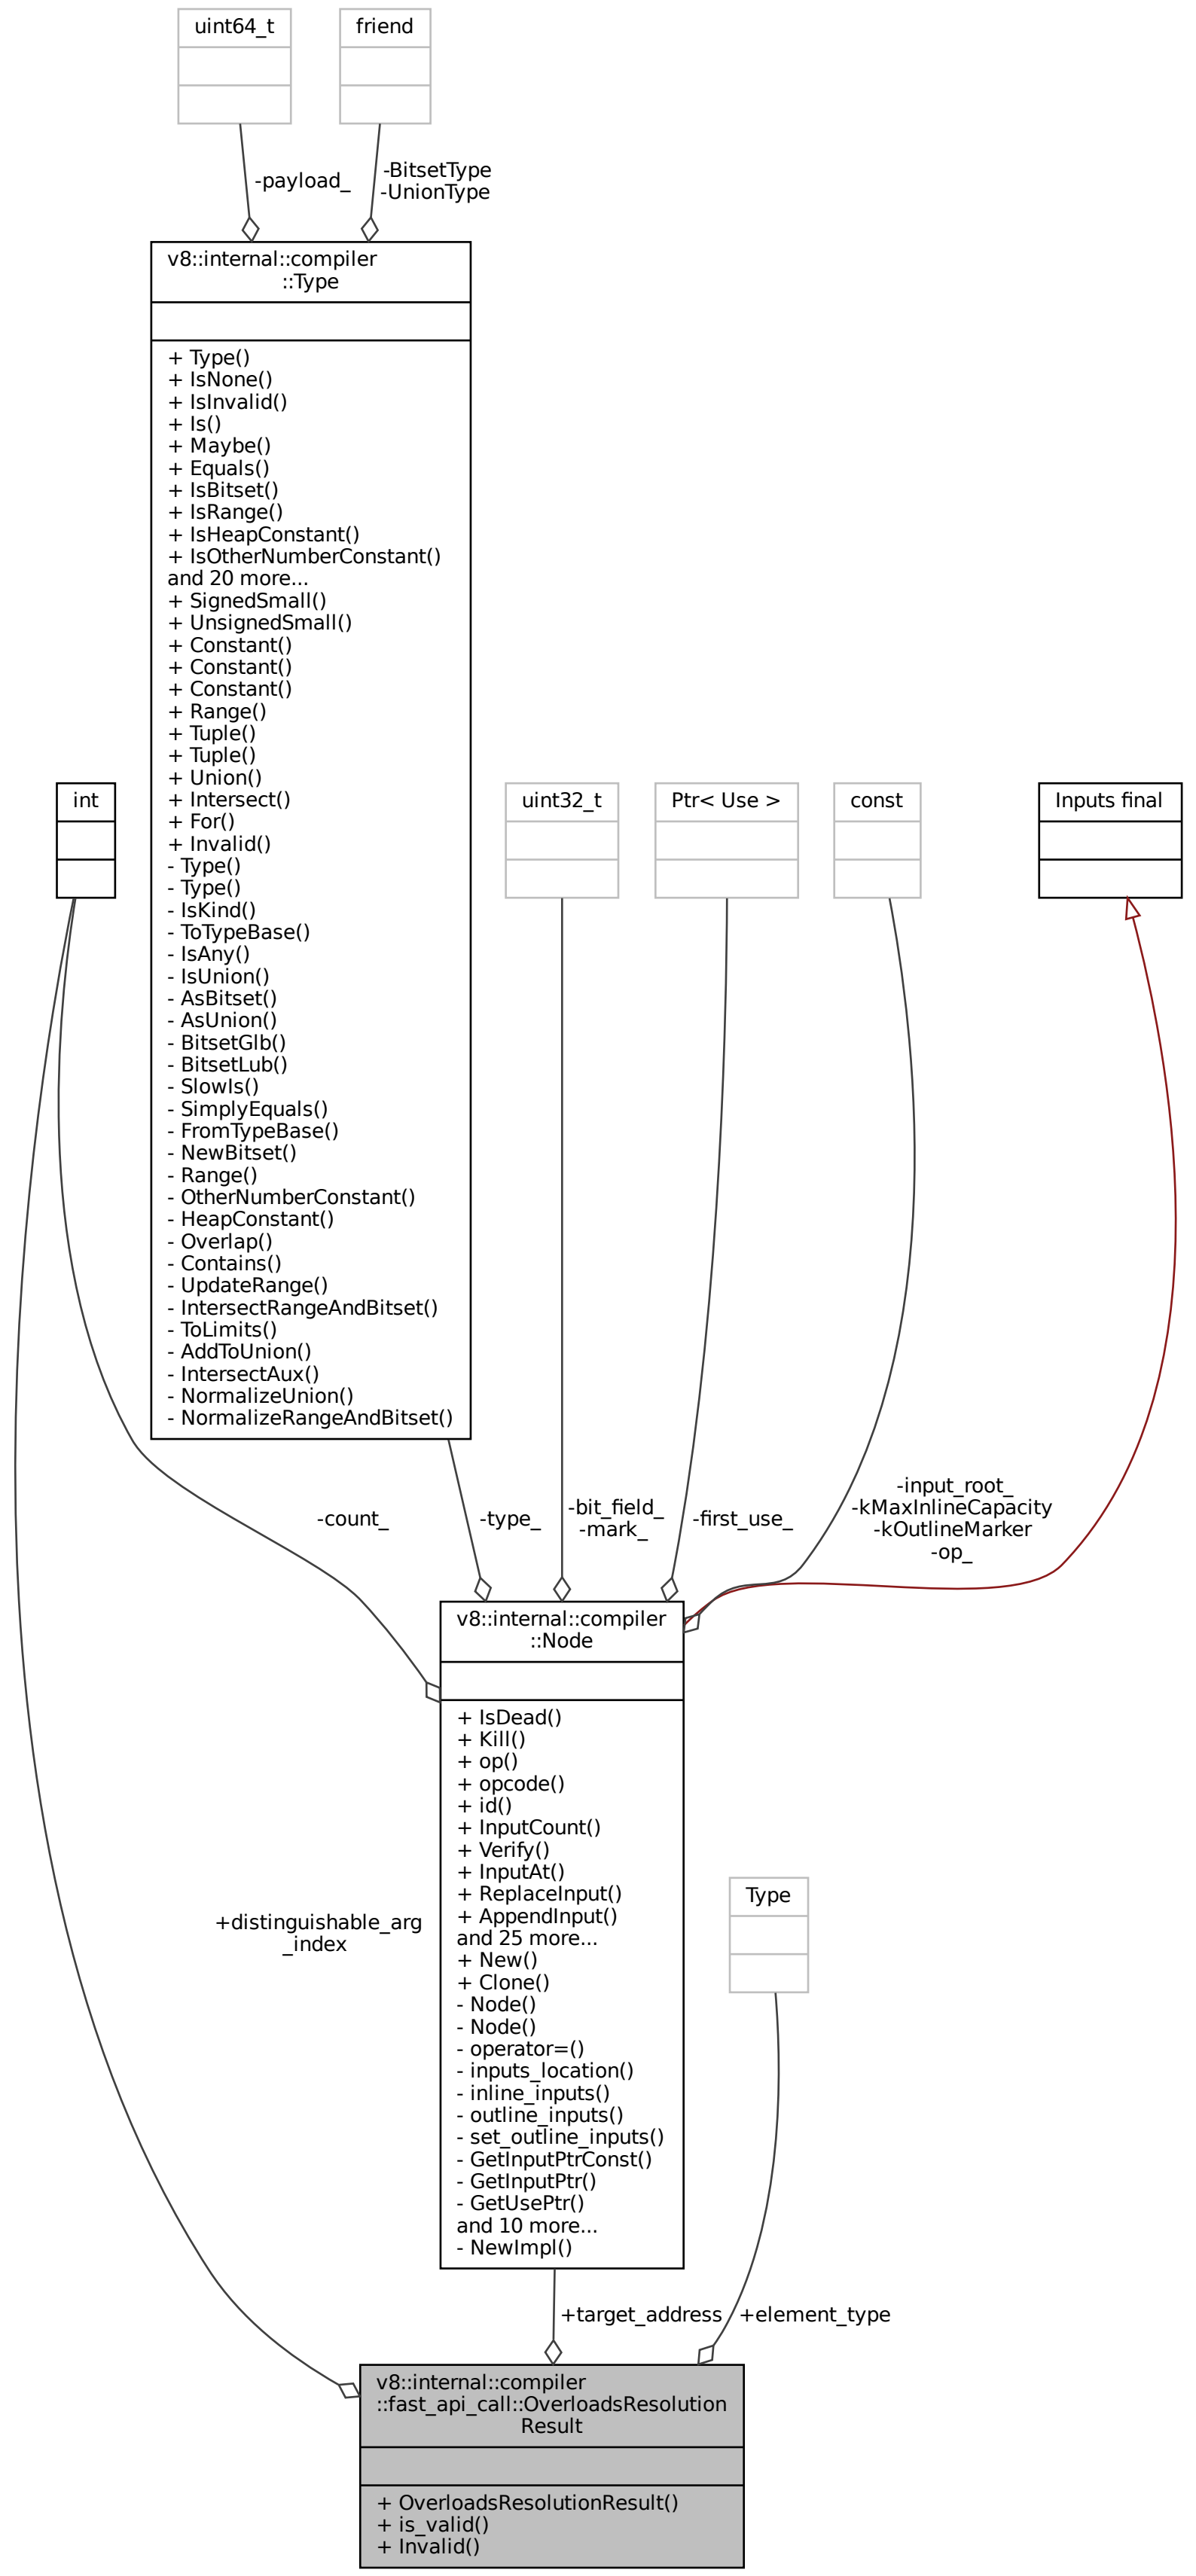 uint64_t
friend
-payload_
-BitsetType
-UnionType
v8::internal::compiler
::Type
+ Type()
+ IsNone()
+ IsInvalid()
+ Is()
+ Maybe()
+ Equals()
+ IsBitset()
+ IsRange()
+ IsHeapConstant()
+ IsOtherNumberConstant()
and 20 more...
+ SignedSmall()
+ UnsignedSmall()
+ Constant()
+ Constant()
+ Constant()
+ Range()
+ Tuple()
+ Tuple()
+ Union()
+ Intersect()
+ For()
+ Invalid()
- Type()
- Type()
- IsKind()
- ToTypeBase()
- IsAny()
- IsUnion()
- AsBitset()
- AsUnion()
- BitsetGlb()
- BitsetLub()
- SlowIs()
- SimplyEquals()
- FromTypeBase()
- NewBitset()
- Range()
- OtherNumberConstant()
- HeapConstant()
- Overlap()
- Contains()
- UpdateRange()
- IntersectRangeAndBitset()
- ToLimits()
- AddToUnion()
- IntersectAux()
- NormalizeUnion()
- NormalizeRangeAndBitset()
int
uint32_t
Ptr< Use >
const
Inputs final
-count_
-type_
-bit_field_
-mark_
-first_use_
-input_root_
-kMaxInlineCapacity
-kOutlineMarker
-op_
v8::internal::compiler
::Node
+ IsDead()
+ Kill()
+ op()
+ opcode()
+ id()
+ InputCount()
+ Verify()
+ InputAt()
+ ReplaceInput()
+ AppendInput()
and 25 more...
+ New()
+ Clone()
- Node()
- Node()
- operator=()
- inputs_location()
- inline_inputs()
- outline_inputs()
- set_outline_inputs()
- GetInputPtrConst()
- GetInputPtr()
- GetUsePtr()
and 10 more...
- NewImpl()
+distinguishable_arg
_index
Type
+target_address
+element_type
v8::internal::compiler
::fast_api_call::OverloadsResolution
Result
+ OverloadsResolutionResult()
+ is_valid()
+ Invalid()